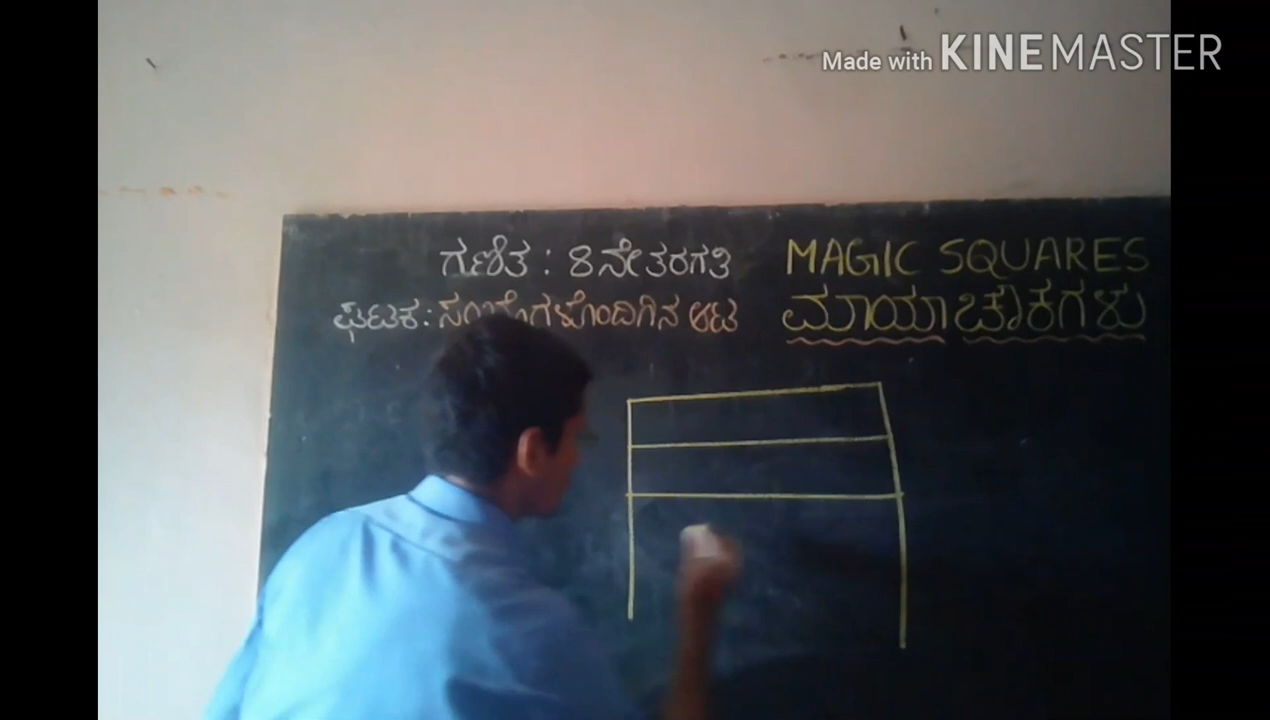 Made with KINEMASTER
ಗಣಿತ : 8ನೇ ತರಗತಿ
MAGIC SQUARES
ಘಟಕ : ಸಂಖ್ಯೆಗಳೊಂದಿಗಿನ ಆಟ
ಮಾಯಾ ಚೌಕಗಳು